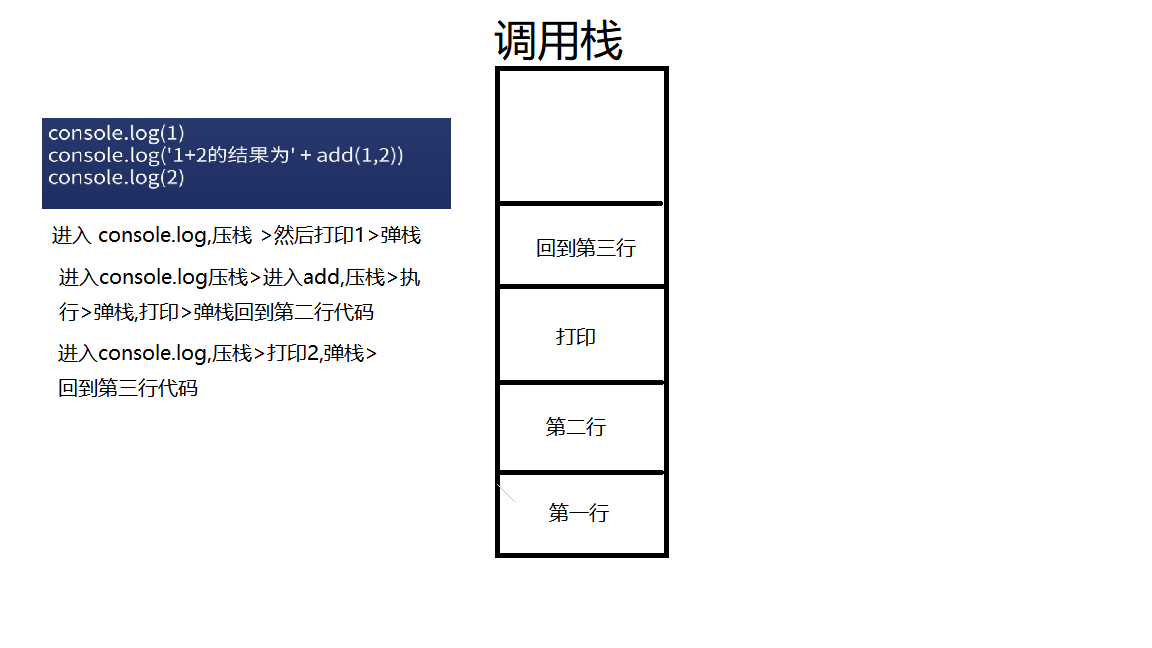 调用栈
console.log(1)
console.log('1+2的结果为' + add(1,2))
console.log(2)
进入 console.log,压栈 >然后打印1>弹栈
进入console.log压栈>进入add,压栈>执
行>弹栈,打印>弹栈回到第二行代码
进入console.log,压栈>打印2,弹栈>
回到第三行代码
回到第三行
打印
第二行
第一行